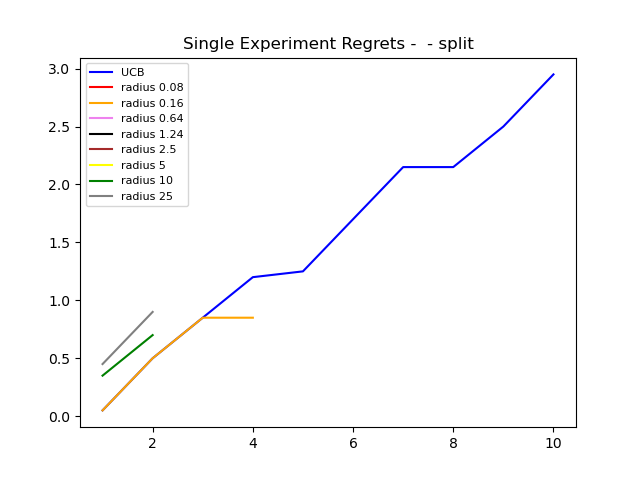 Single Experiment Regrets -  - split
UCB
radius 0.08
radius 0.16
radius 0.64
radius 1.24
radius 2.5
radius 5
radius 10
radius 25
3.0
2.5
2.0
1.5
1.0
0.5
0.0
2 4 6 8 10